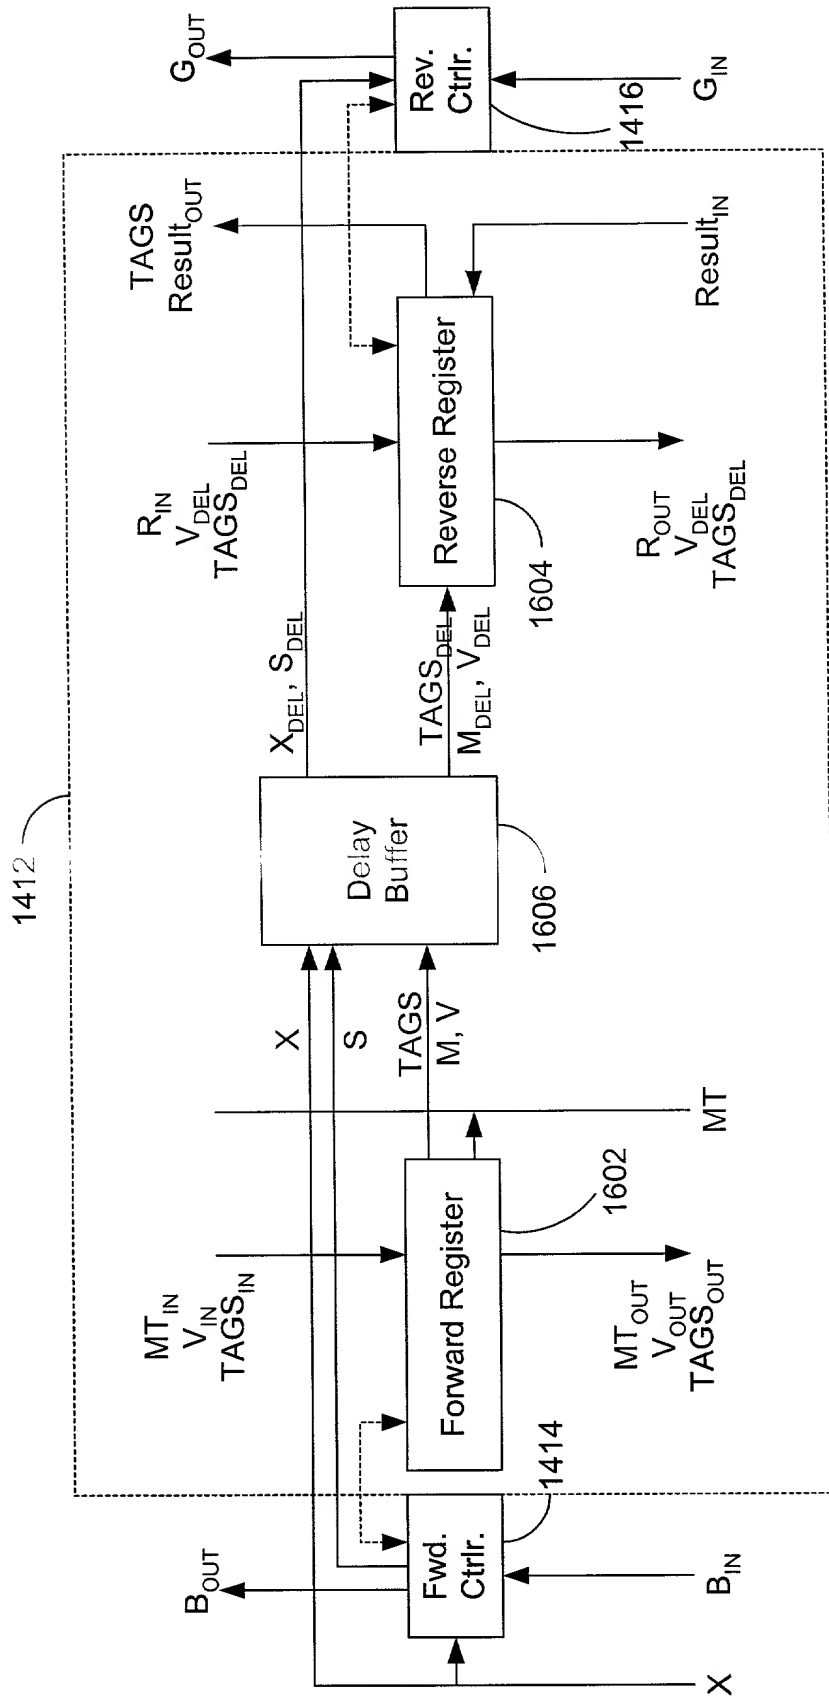 1412
B_OUT
X
B_IN
Fwd.
Ctrlr.
1414
MT_IN
V_IN
TAGS_IN
Forward Register
1602
MT_OUT
V_OUT
TAGS_OUT
MT
X
S
TAGS
M, V
Delay
Buffer
1606
X_DEL, S_DEL
TAGS_DEL
M_DEL, V_DEL
R_IN
V_DEL
TAGS_DEL
Reverse Register
1604
R_OUT
V_DEL
TAGS_DEL
TAGS
Result_OUT
Result_IN
G_OUT
Rev.
Ctrlr.
1416
G_IN